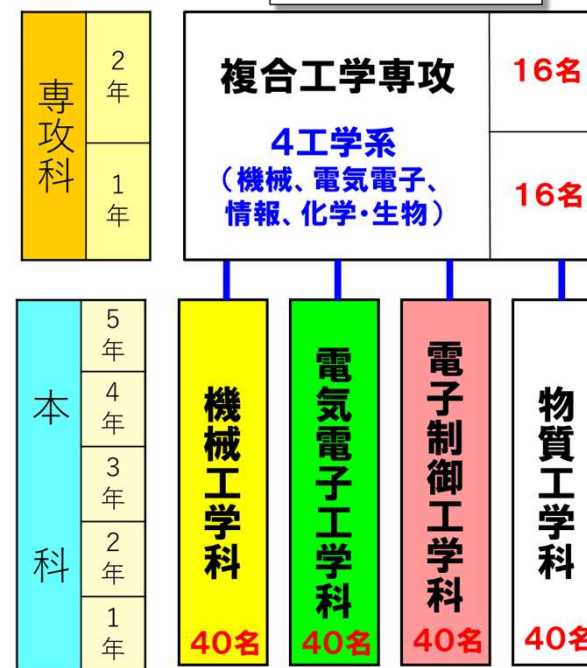 専攻科
2年
1年
複合工学専攻
4工学系
（機械、電気電子、
情報、化学・生物）
16名
16名
本科
5年
4年
3年
2年
1年
機械工学科
40名
電気電子工学科
40名
電子制御工学科
40名
物質工学科
40名